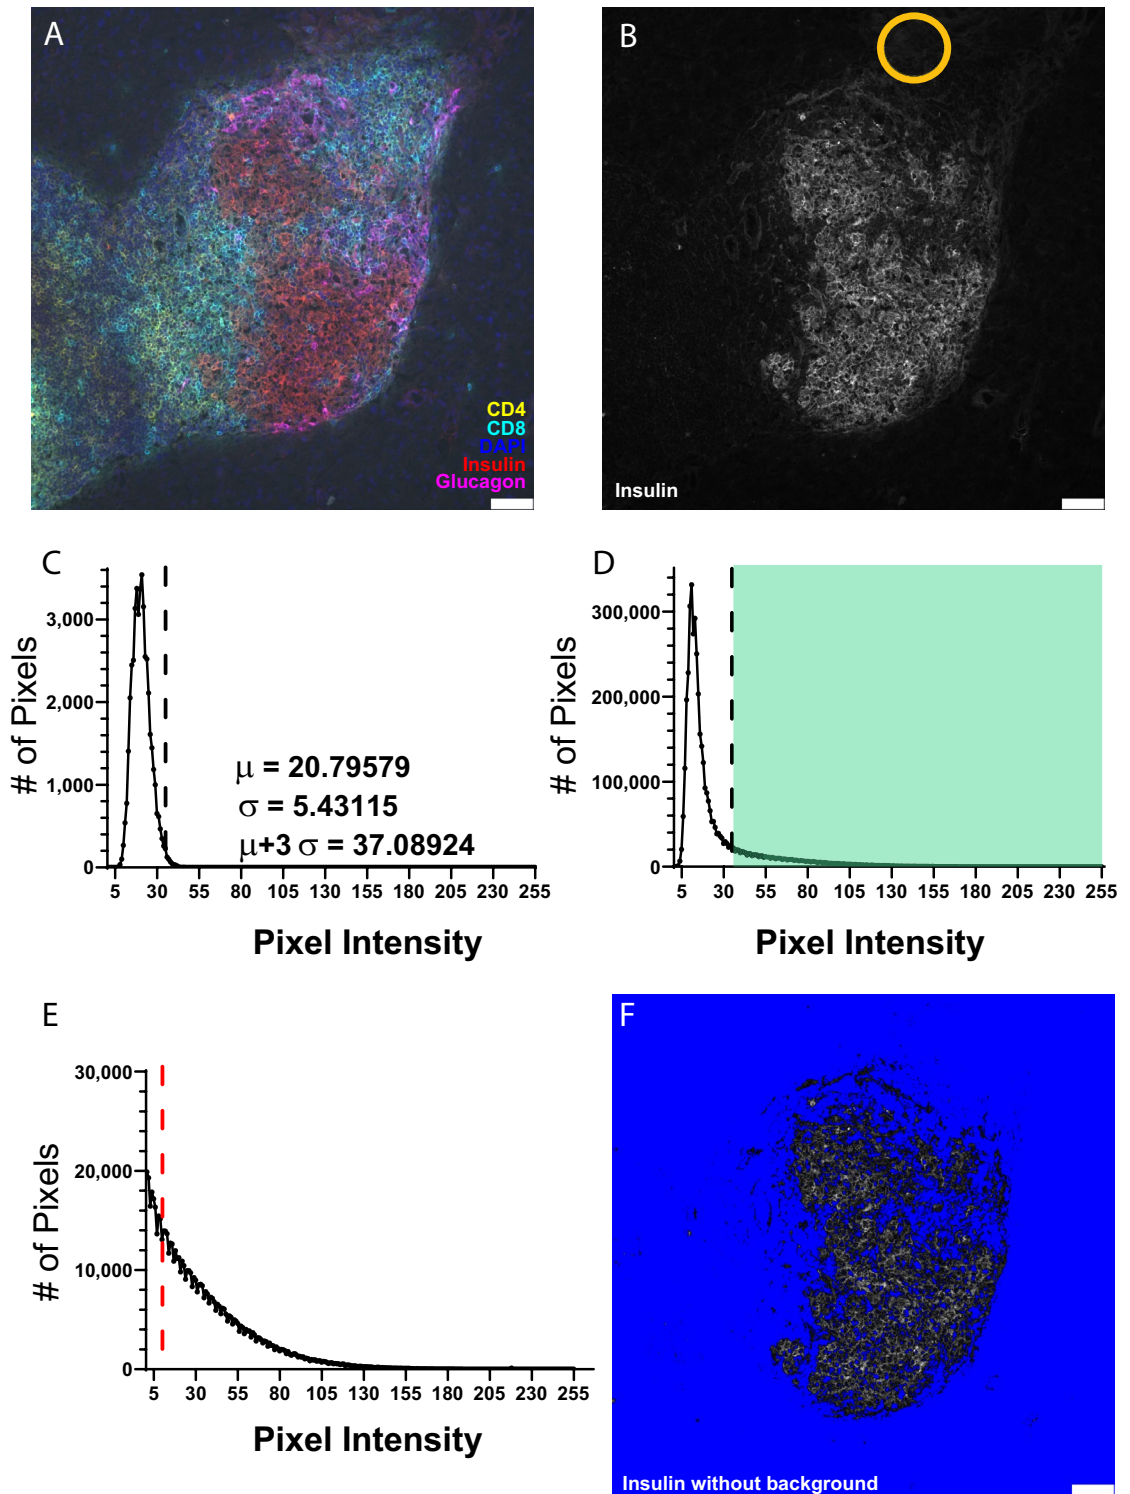 A
CD4
CD8
DAPI
Insulin
Glucagon
B
Insulin
C
# of Pixels
3,000
2,000
1,000
0
μ = 20.79579
σ = 5.43115
μ+3 σ = 37.08924
5 30 55 80 105 130 155 180 205 230 255
Pixel Intensity
D
# of Pixels
300,000
200,000
100,000
0
5 30 55 80 105 130 155 180 205 230 255
Pixel Intensity
E
# of Pixels
30,000
20,000
10,000
0
5 30 55 80 105 130 155 180 205 230 255
Pixel Intensity
F
Insulin without background